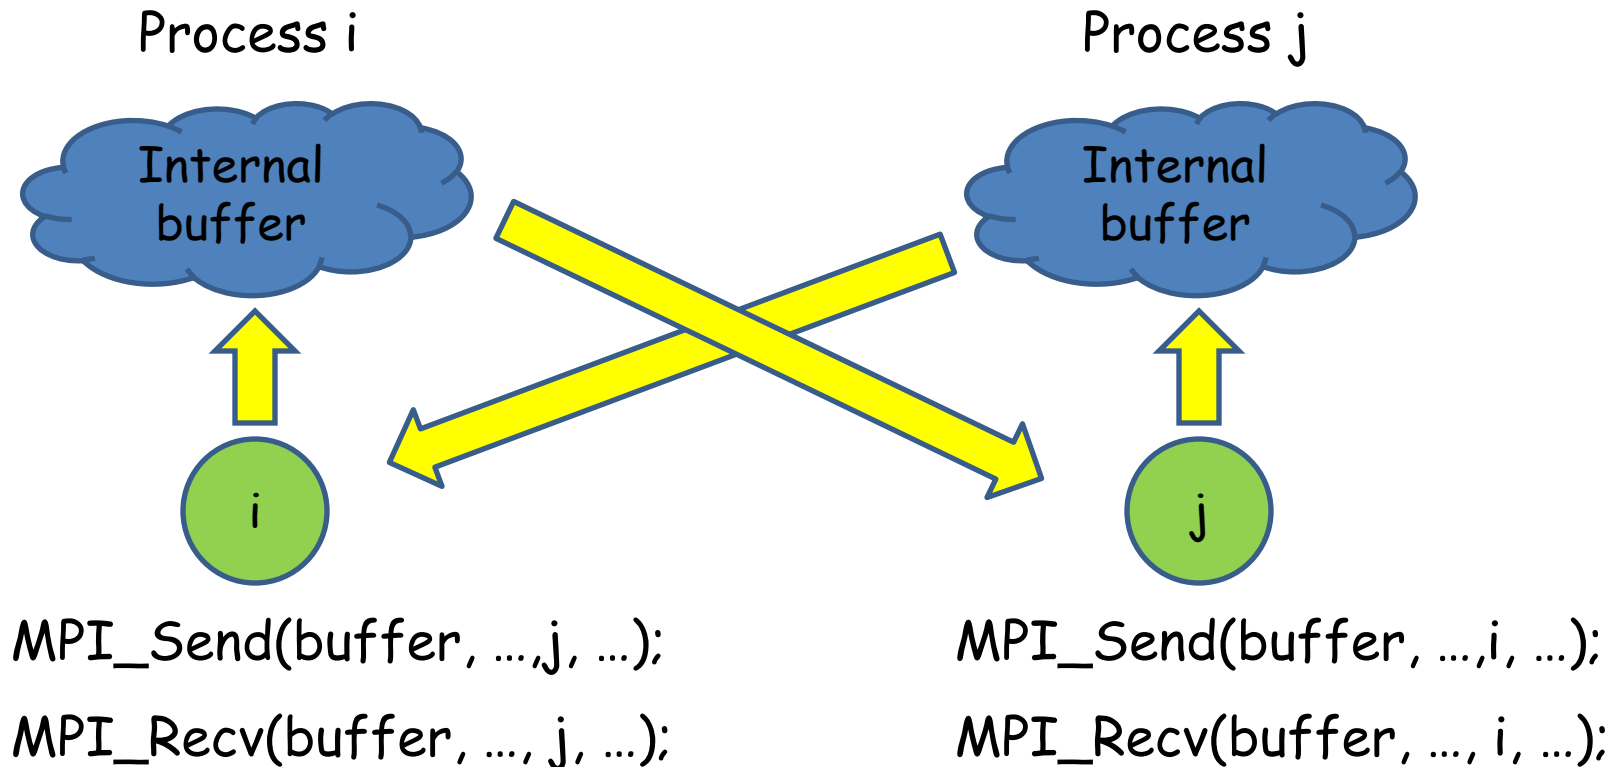 Process i
Process j
Internal
buffer
Internal
buffer
i
j
MPI_Send(buffer, …,j, …);
MPI_Send(buffer, …,i, …);
MPI_Recv(buffer, …, j, …);
MPI_Recv(buffer, …, i, …);